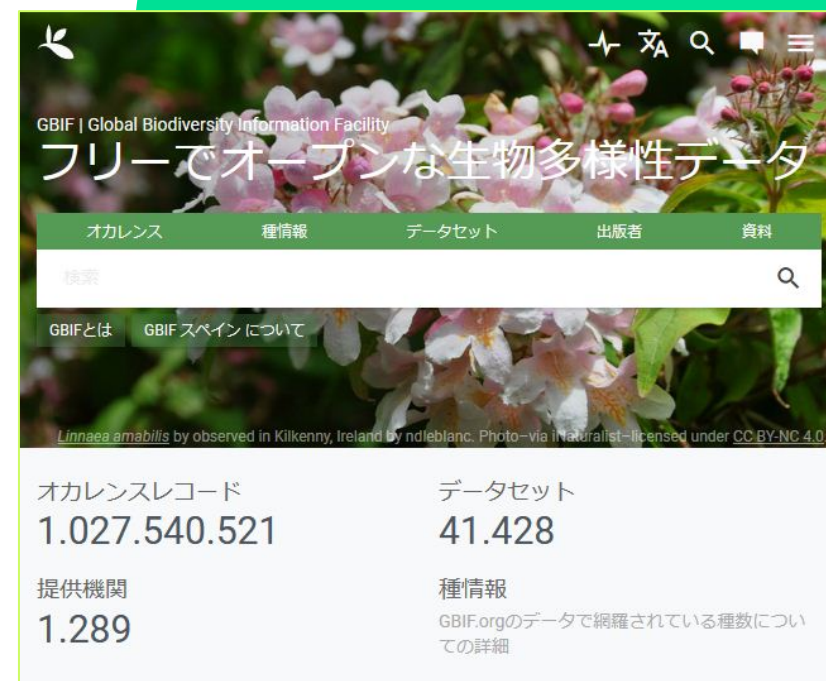 GBIF | Global Biodiversity Information Facility
フリーでオープンな生物多様性データ
オカレンス 種情報 データセット 出版者 資料
検索
GBIFとは GBIF スペイン について
Linnaea amabilis by observed in Kilkenny, Ireland by ndleblanc. Photo–via iNaturalist–licensed under CC BY-NC 4.0
オカレンスレコード データセット
1.027.540.521 41.428
提供機関 種情報
1.289 GBIF.orgのデータで網羅されている種数につい
ての詳細